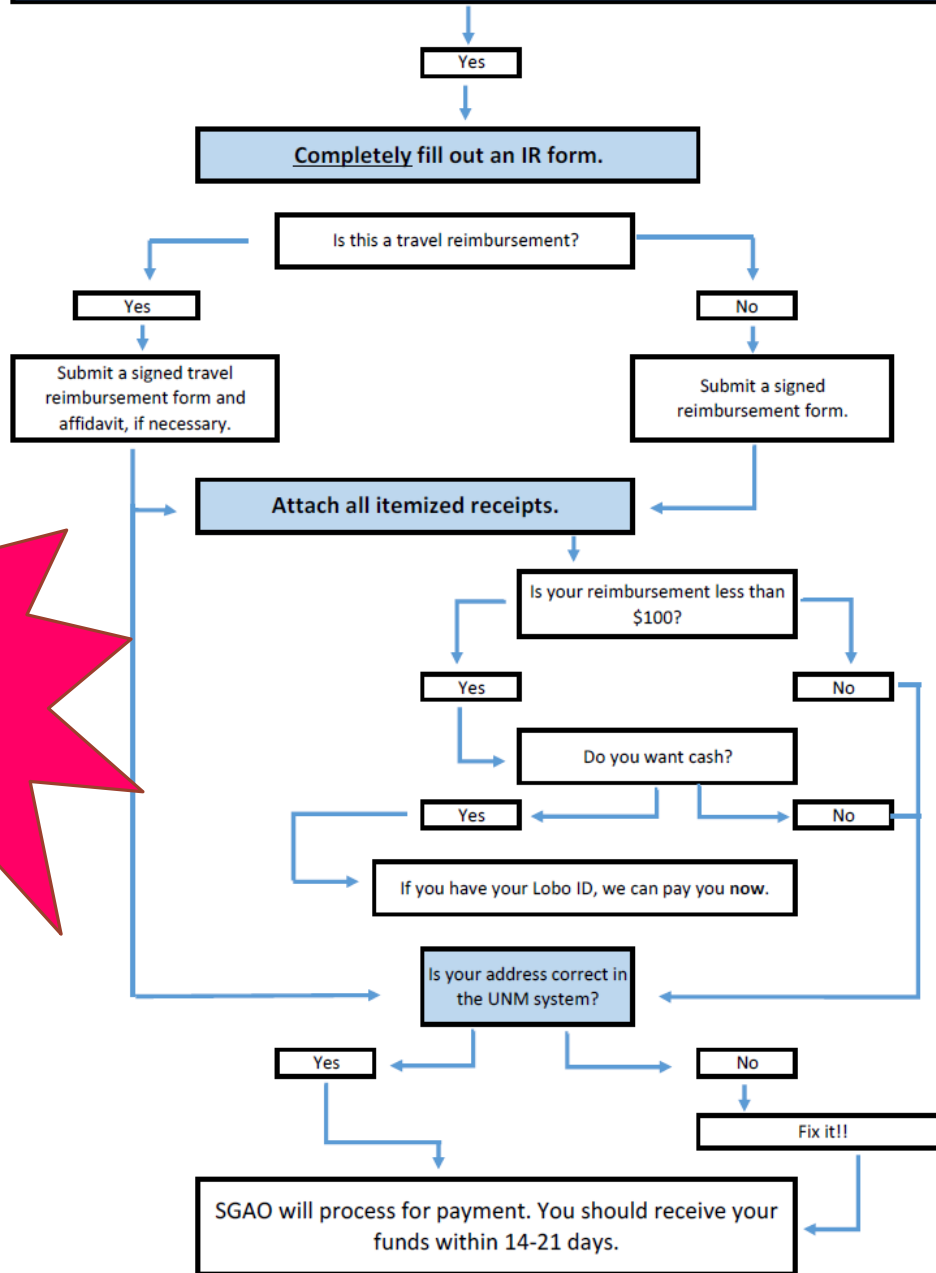 Yes
Completely fill out an IR form.
Is this a travel reimbursement?
Yes
No
Submit a signed travel
reimbursement form and
affidavit, if necessary.
Submit a signed
reimbursement form.
Attach all itemized receipts.
Is your reimbursement less than
$100?
Yes
No
Do you want cash?
Yes
No
If you have your Lobo ID, we can pay you now.
Is your address correct in
the UNM system?
Yes
No
Fix it!!
SGAO will process for payment. You should receive your
funds within 14-21 days.